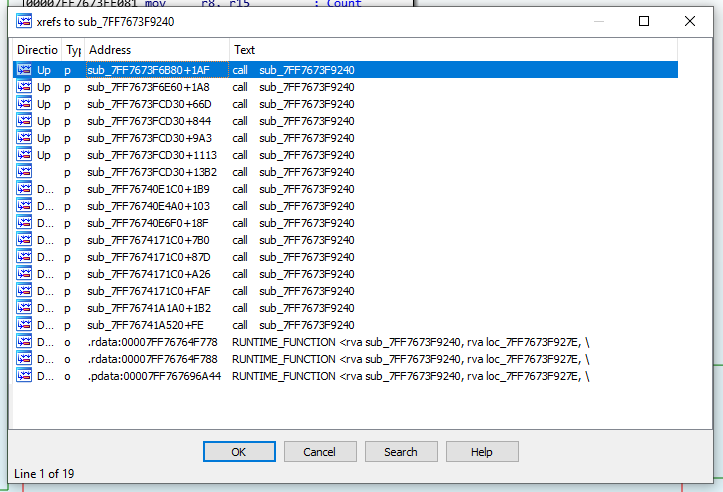 00007FF7673FE081 mov r8, r15 ; Count
xrefs to sub_7FF7673F9240
Directio Ty Address Text
Up p sub_7FF7673F6B80+1AF call sub_7FF7673F9240
Up p sub_7FF7673F6E60+1A8 call sub_7FF7673F9240
Up p sub_7FF7673FCD30+66D call sub_7FF7673F9240
Up p sub_7FF7673FCD30+844 call sub_7FF7673F9240
Up p sub_7FF7673FCD30+9A3 call sub_7FF7673F9240
Up p sub_7FF7673FCD30+1113 call sub_7FF7673F9240
p sub_7FF7673FCD30+13B2 call sub_7FF7673F9240
D... p sub_7FF76740E1C0+1B9 call sub_7FF7673F9240
D... p sub_7FF76740E4A0+103 call sub_7FF7673F9240
D... p sub_7FF76740E6F0+18F call sub_7FF7673F9240
D... p sub_7FF7674171C0+7B0 call sub_7FF7673F9240
D... p sub_7FF7674171C0+87D call sub_7FF7673F9240
D... p sub_7FF7674171C0+A26 call sub_7FF7673F9240
D... p sub_7FF7674171C0+FAF call sub_7FF7673F9240
D... p sub_7FF76741A1A0+1B2 call sub_7FF7673F9240
D... p sub_7FF76741A520+FE call sub_7FF7673F9240
D... o .rdata:00007FF76764F778 RUNTIME_FUNCTION <rva sub_7FF7673F9240, rva loc_7FF7673F927E, \
D... o .rdata:00007FF76764F788 RUNTIME_FUNCTION <rva sub_7FF7673F9240, rva loc_7FF7673F927E, \
D... o .pdata:00007FF767696A44 RUNTIME_FUNCTION <rva sub_7FF7673F9240, rva loc_7FF7673F927E, \
OK Cancel Search Help
Line 1 of 19